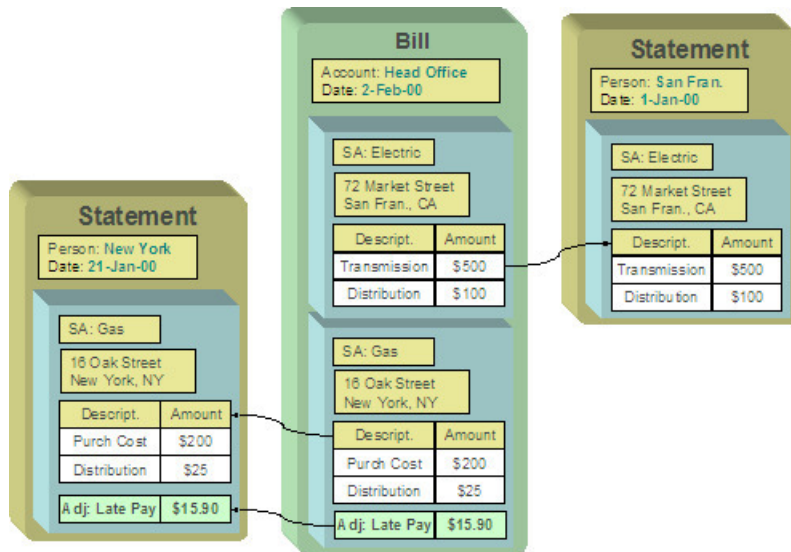 Bill
Account: Head Office
Date: 2-Feb-00
SA: Electric
72 Market Street
San Fran., CA
Descript. Amount
Transmission $500
Distribution $100
SA: Gas
16 Oak Street
New York, NY
Descript. Amount
Purch Cost $200
Distribution $25
Adj: Late Pay $15.90
Statement
Person: San Fran.
Date: 1-Jan-00
SA: Electric
72 Market Street
San Fran., CA
Descript. Amount
Transmission $500
Distribution $100
Statement
Person: New York
Date: 21-Jan-00
SA: Gas
16 Oak Street
New York, NY
Descript. Amount
Purch Cost $200
Distribution $25
Adj: Late Pay $15.90